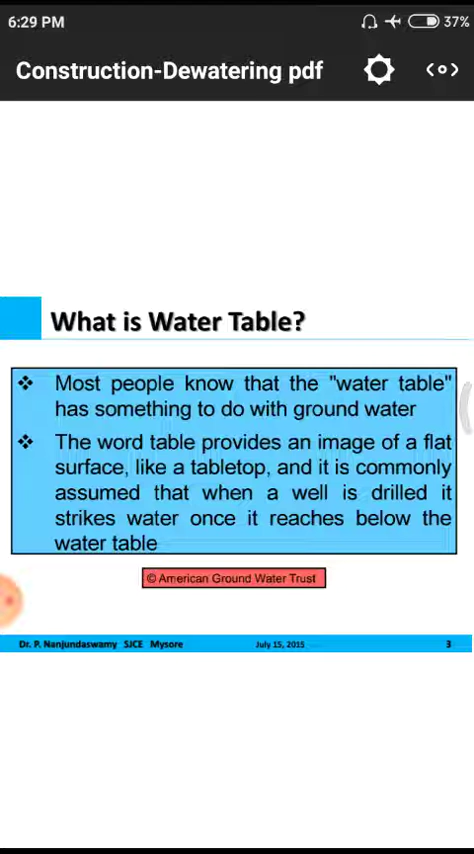 6:29 PM 37%
Construction-Dewatering pdf
What is Water Table?
❖ Most people know that the "water table"
has something to do with ground water
❖ The word table provides an image of a flat
surface, like a tabletop, and it is commonly
assumed that when a well is drilled it
strikes water once it reaches below the
water table
© American Ground Water Trust
Dr. P. Nanjundaswamy SJCE Mysore July 15, 2015 3